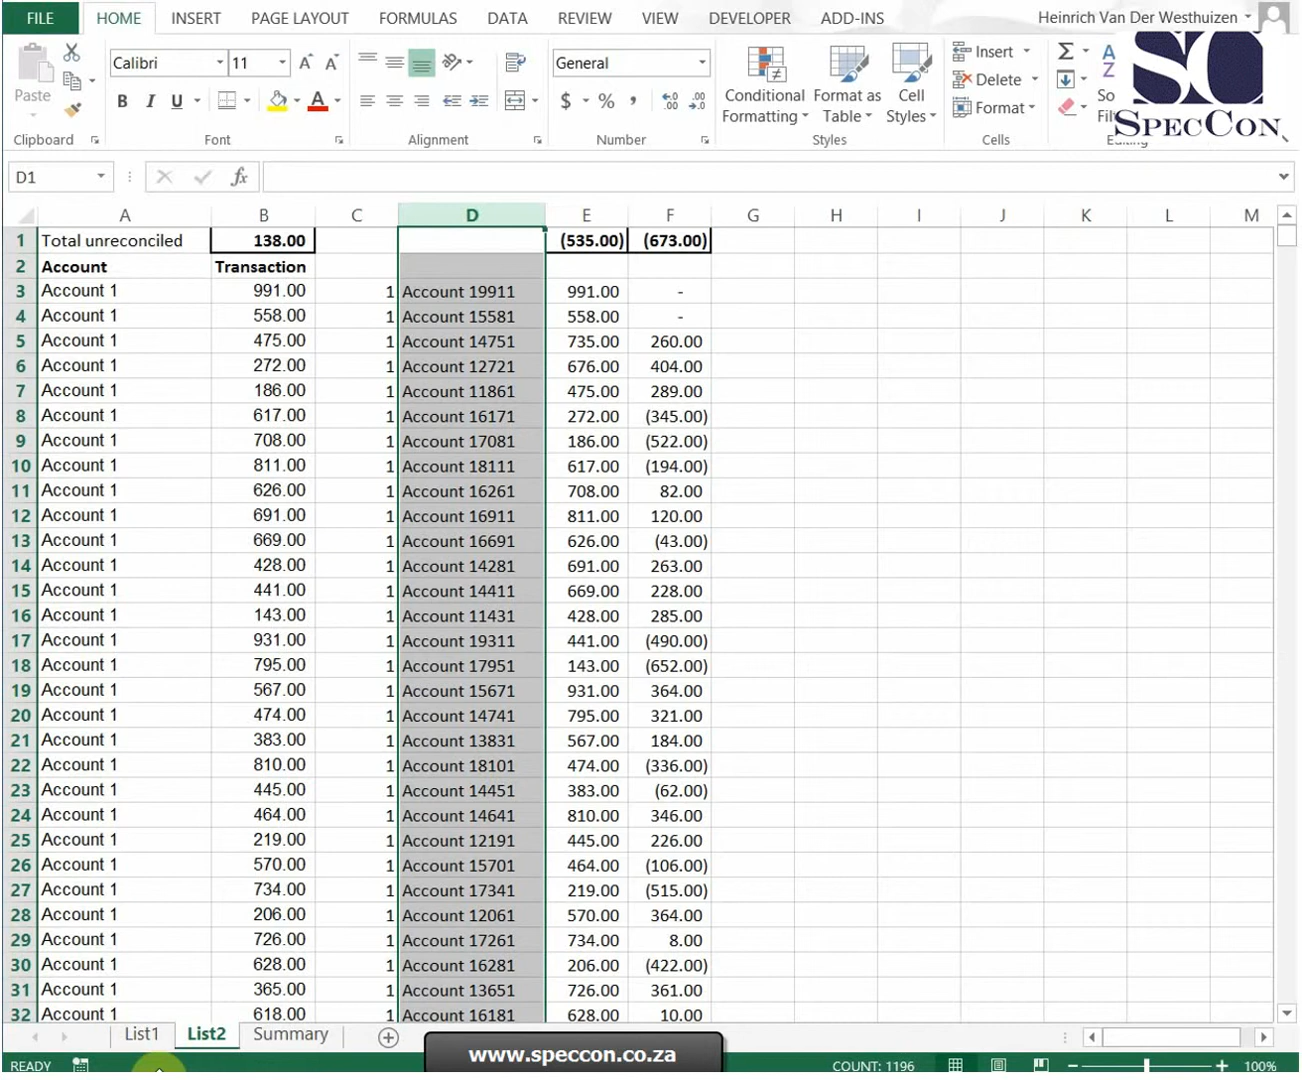 FILE HOME INSERT PAGE LAYOUT FORMULAS DATA REVIEW VIEW DEVELOPER ADD-INS Heinrich Van Der Westhuizen
Calibri 11 General Insert Σ A
Paste B I U A $ % , Conditional Format as Cell Delete Z
Formatting Table Styles Format So
SC
SPECCON
Clipboard Font Alignment Number Styles Cells Editing
D1 fx
A B C D E F G H I J K L M
1 Total unreconciled 138.00 (535.00) (673.00)
2 Account Transaction
3 Account 1 991.00 1 Account 19911 991.00 -
4 Account 1 558.00 1 Account 15581 558.00 -
5 Account 1 475.00 1 Account 14751 735.00 260.00
6 Account 1 272.00 1 Account 12721 676.00 404.00
7 Account 1 186.00 1 Account 11861 475.00 289.00
8 Account 1 617.00 1 Account 16171 272.00 (345.00)
9 Account 1 708.00 1 Account 17081 186.00 (522.00)
10 Account 1 811.00 1 Account 18111 617.00 (194.00)
11 Account 1 626.00 1 Account 16261 708.00 82.00
12 Account 1 691.00 1 Account 16911 811.00 120.00
13 Account 1 669.00 1 Account 16691 626.00 (43.00)
14 Account 1 428.00 1 Account 14281 691.00 263.00
15 Account 1 441.00 1 Account 14411 669.00 228.00
16 Account 1 143.00 1 Account 11431 428.00 285.00
17 Account 1 931.00 1 Account 19311 441.00 (490.00)
18 Account 1 795.00 1 Account 17951 143.00 (652.00)
19 Account 1 567.00 1 Account 15671 931.00 364.00
20 Account 1 474.00 1 Account 14741 795.00 321.00
21 Account 1 383.00 1 Account 13831 567.00 184.00
22 Account 1 810.00 1 Account 18101 474.00 (336.00)
23 Account 1 445.00 1 Account 14451 383.00 (62.00)
24 Account 1 464.00 1 Account 14641 810.00 346.00
25 Account 1 219.00 1 Account 12191 445.00 226.00
26 Account 1 570.00 1 Account 15701 464.00 (106.00)
27 Account 1 734.00 1 Account 17341 219.00 (515.00)
28 Account 1 206.00 1 Account 12061 570.00 364.00
29 Account 1 726.00 1 Account 17261 734.00 8.00
30 Account 1 628.00 1 Account 16281 206.00 (422.00)
31 Account 1 365.00 1 Account 13651 726.00 361.00
32 Account 1 618.00 1 Account 16181 628.00 10.00
List1 List2 Summary
www.speccon.co.za
READY COUNT: 1196 100%